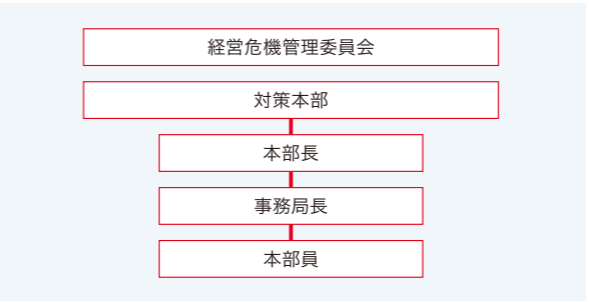 経営危機管理委員会
対策本部
本部長
事務局長
本部員